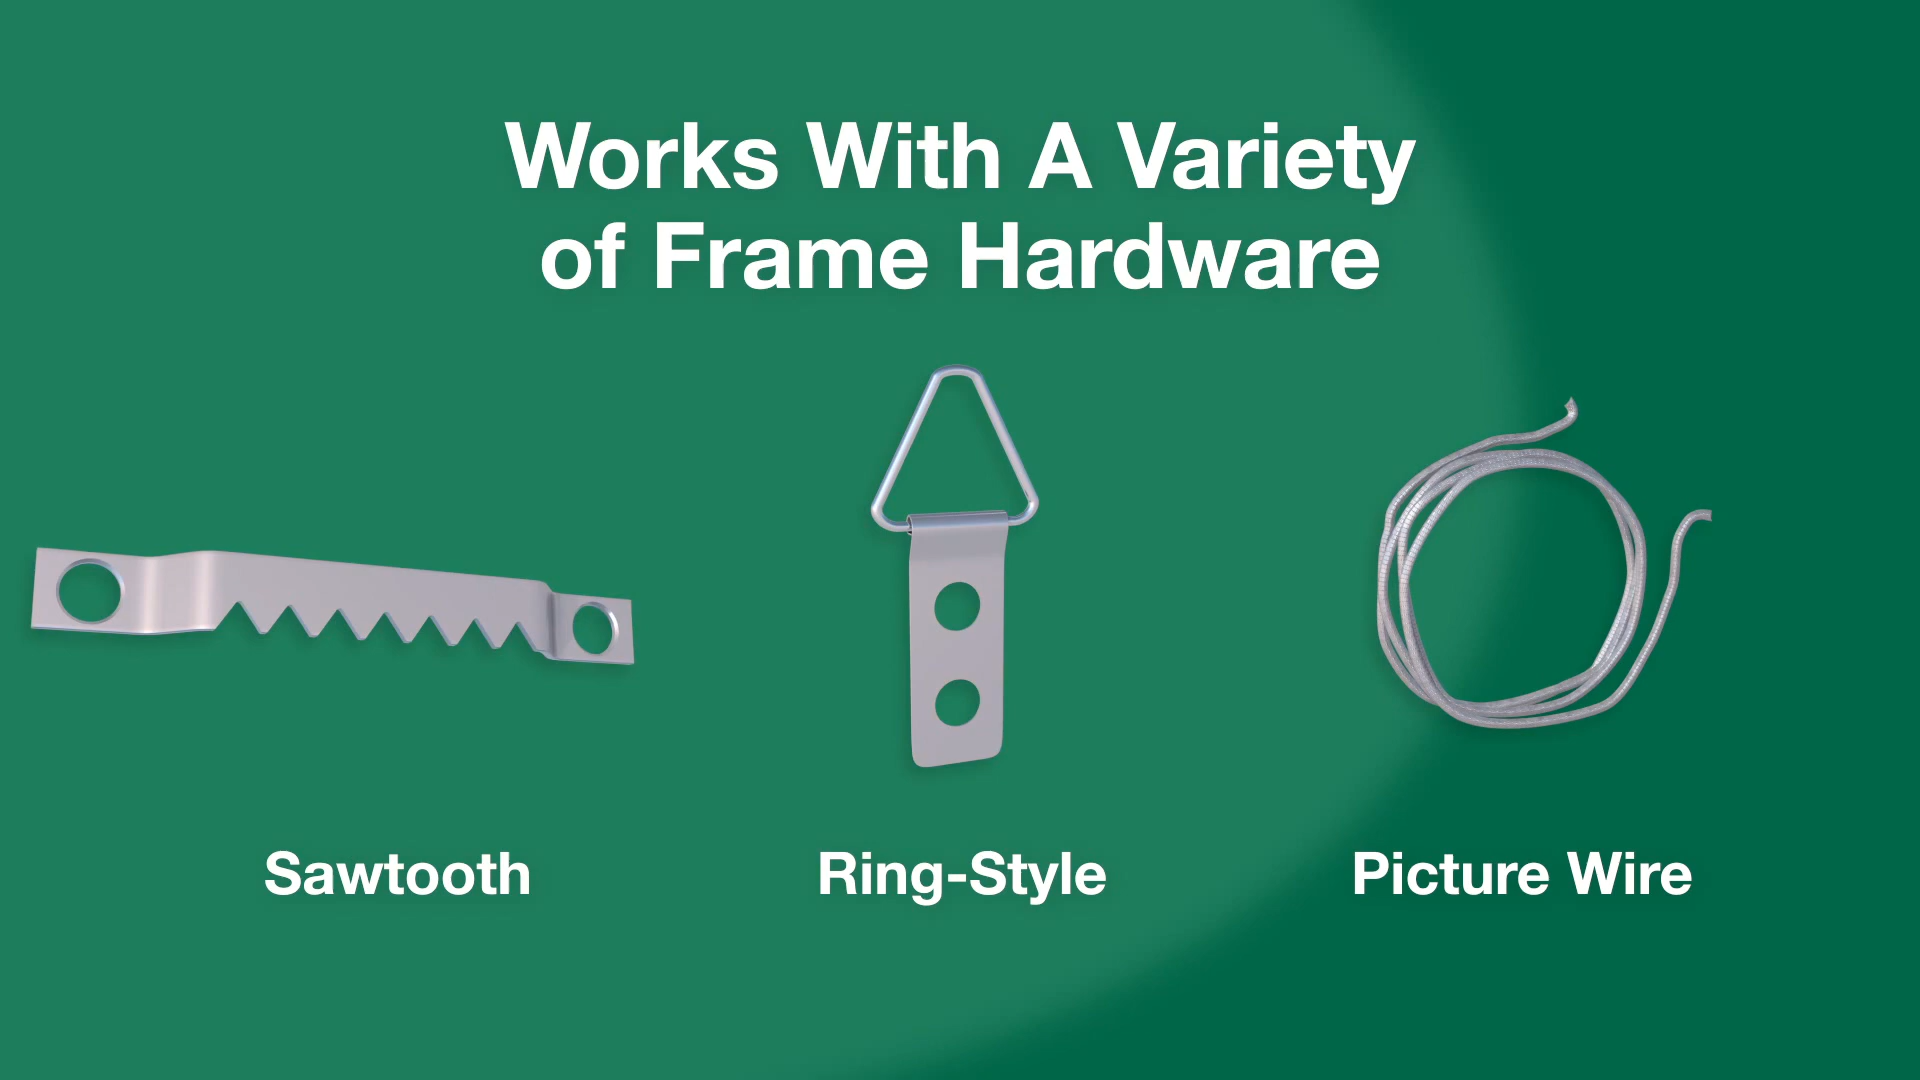 Works With A Variety
of Frame Hardware
Sawtooth
Ring-Style
Picture Wire